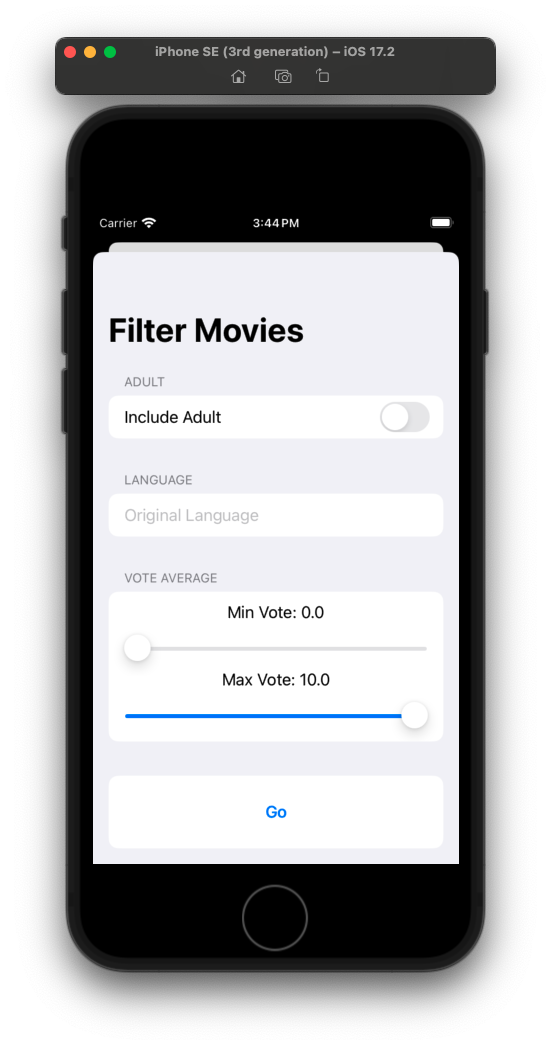 iPhone SE (3rd generation) – iOS 17.2
Carrier 3:44 PM
Filter Movies
ADULT
Include Adult
LANGUAGE
Original Language
VOTE AVERAGE
Min Vote: 0.0
Max Vote: 10.0
Go